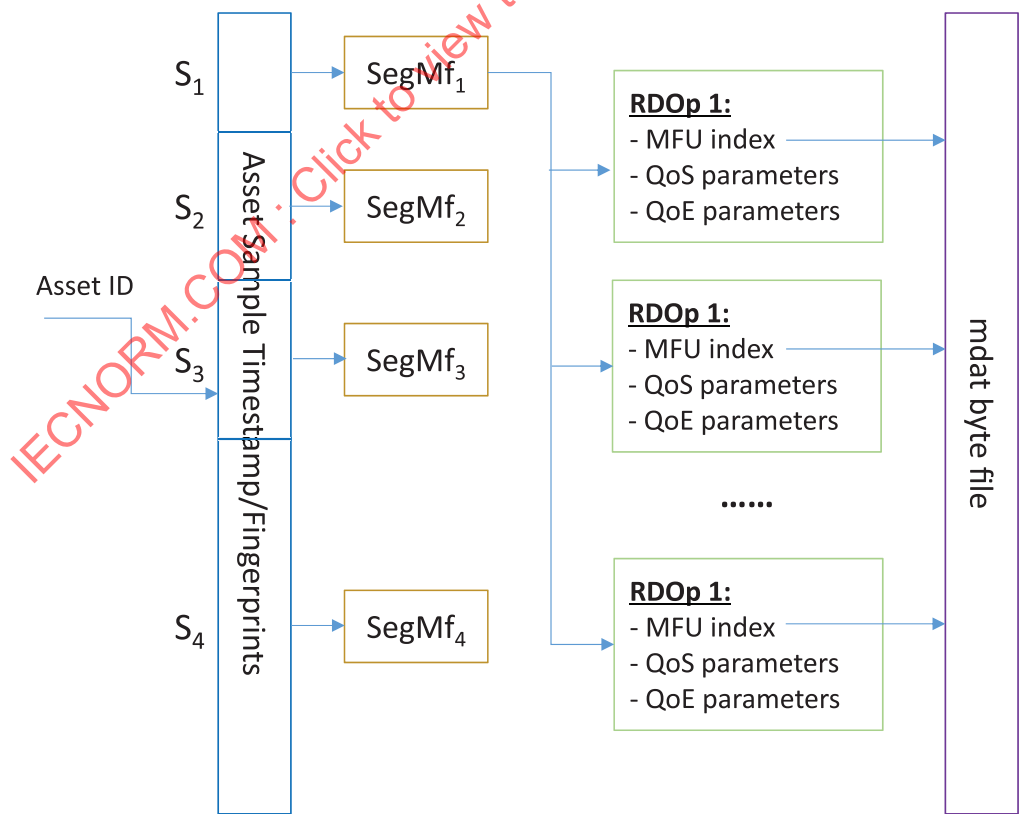 S1
SegMf1
S2
SegMf2
Asset ID
S3
SegMf3
S4
SegMf4
Asset Sample Timestamp/Fingerprints
RDOp 1:
- MFU index
- QoS parameters
- QoE parameters
RDOp 1:
- MFU index
- QoS parameters
- QoE parameters
......
RDOp 1:
- MFU index
- QoS parameters
- QoE parameters
mdat byte file
IECNORM.COM : Click to view t